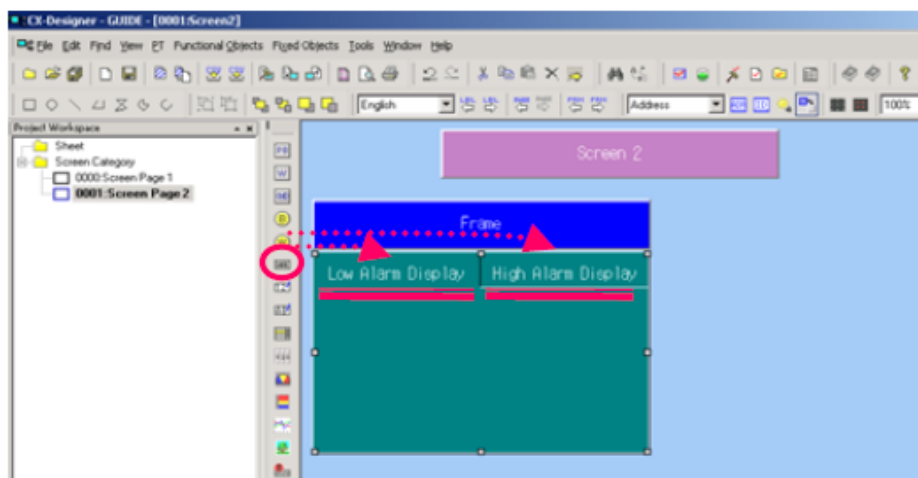 CX-Designer - GUIDE - [0001:Screen2]
File Edit Find View PT Functional Objects Fixed Objects Tools Window Help
English Address 100%
Project Workspace
Sheet
Screen Category
0000:Screen Page 1
0001:Screen Page 2
Screen 2
Frame
Low Alarm Display High Alarm Display